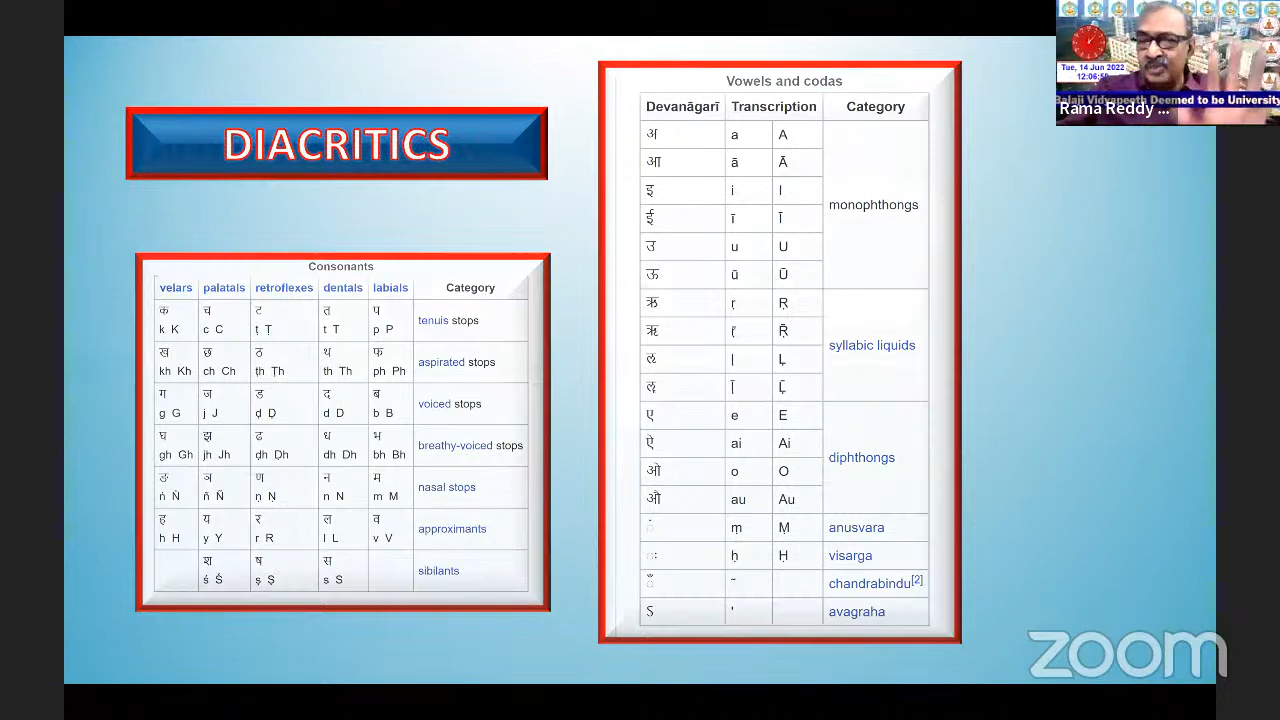 DIACRITICS
Consonants
velars palatals retroflexes dentals labials Category
क च ट त प
k K c C ṭ Ṭ t T p P tenuis stops
ख छ ठ थ फ
kh Kh ch Ch ṭh Ṭh th Th ph Ph aspirated stops
ग ज ड द ब
g G j J ḍ Ḍ d D b B voiced stops
घ झ ढ ध भ
gh Gh jh Jh ḍh Ḍh dh Dh bh Bh breathy-voiced stops
ङ ञ ण न म
ṅ Ṅ ñ Ñ ṇ Ṇ n N m M nasal stops
ह य र ल व
h H y Y r R l L v V approximants
श ष स
ś Ś ṣ Ṣ s S sibilants
Vowels and codas
Devanāgarī Transcription Category
अ a A
आ ā Ā
इ i I
ई ī Ī
monophthongs
उ u U
ऊ ū Ū
ऋ ṛ Ṛ
ॠ ṝ Ṝ
syllabic liquids
ऌ ḷ Ḷ
ॡ ḹ Ḹ
ए e E
ऐ ai Ai
diphthongs
ओ o O
औ au Au
ं ṃ Ṃ anusvara
ः ḥ Ḥ visarga
ँ ˜ chandrabindu[2]
ऽ ' avagraha
Tue, 14 Jun 2022
Balaji Vidyapeeth Deemed to be University
Rama Reddy ...
zoom